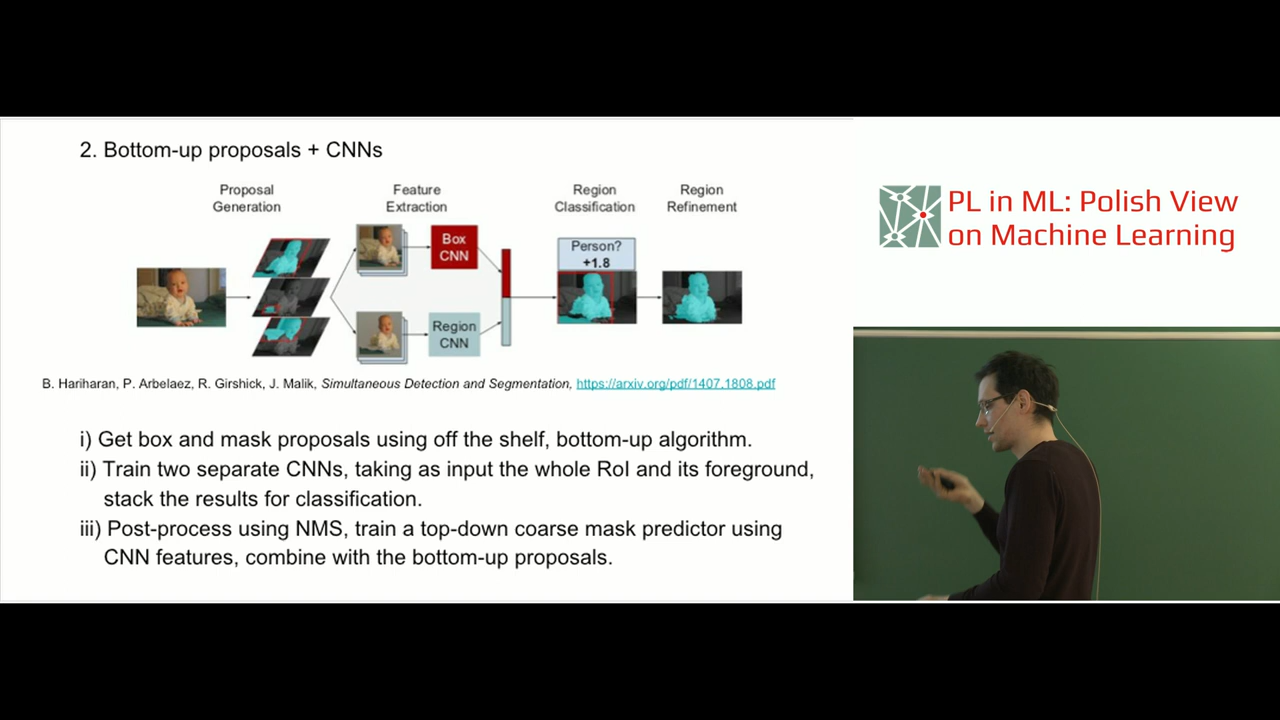 2. Bottom-up proposals + CNNs
Proposal
Generation
Feature
Extraction
Region
Classification
Region
Refinement
Box
CNN
Person?
+1.8
Region
CNN
B. Hariharan, P. Arbelaez, R. Girshick, J. Malik, Simultaneous Detection and Segmentation, https://arxiv.org/pdf/1407.1808.pdf
i) Get box and mask proposals using off the shelf, bottom-up algorithm.
ii) Train two separate CNNs, taking as input the whole RoI and its foreground,
stack the results for classification.
iii) Post-process using NMS, train a top-down coarse mask predictor using
CNN features, combine with the bottom-up proposals.
PL in ML: Polish View
on Machine Learning